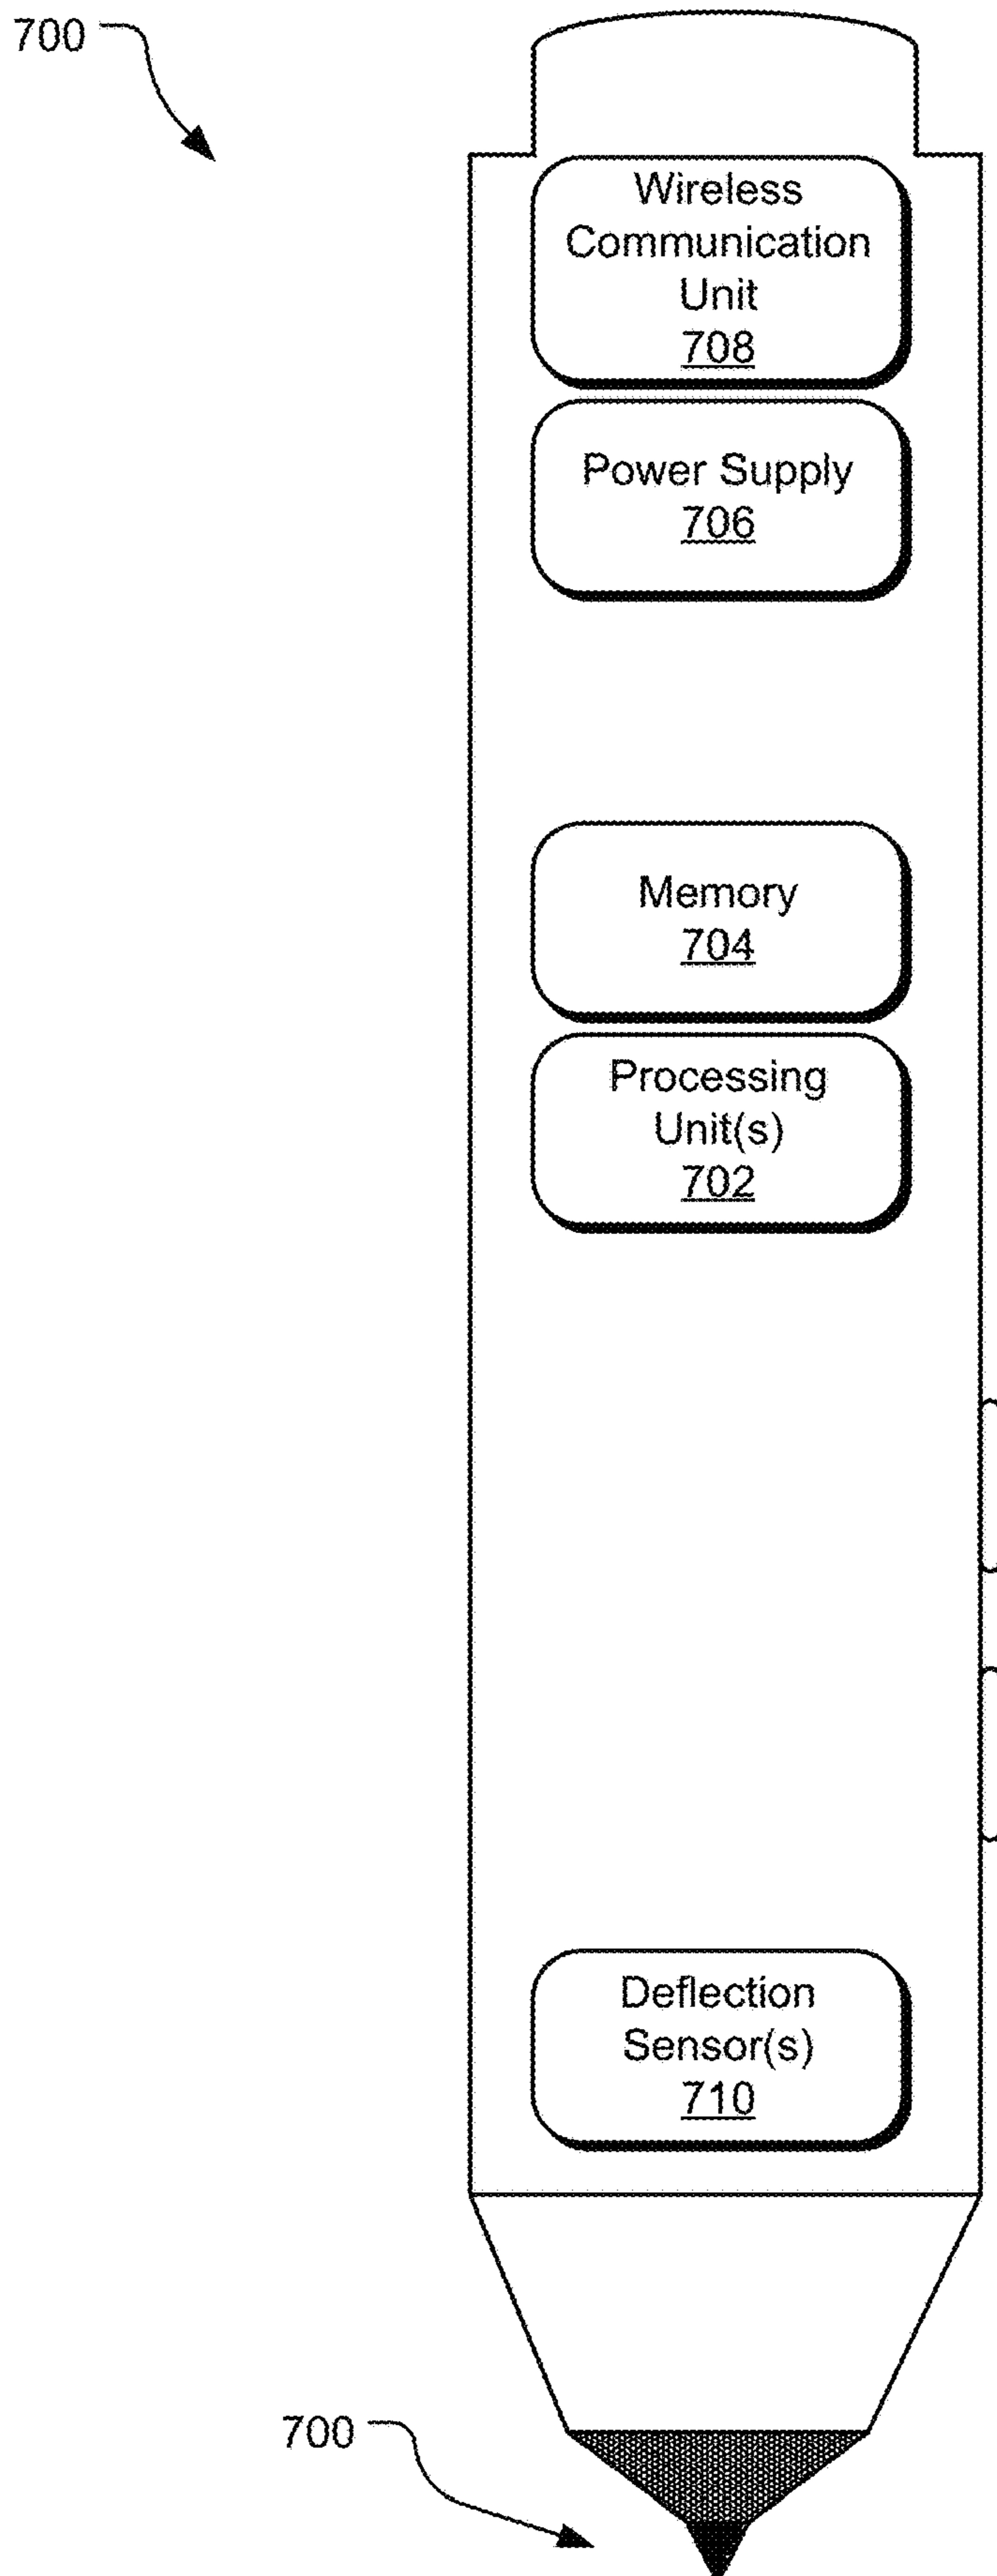 700
Wireless
Communication
Unit
708
Power Supply
706
Memory
704
Processing
Unit(s)
702
Deflection
Sensor(s)
710
700